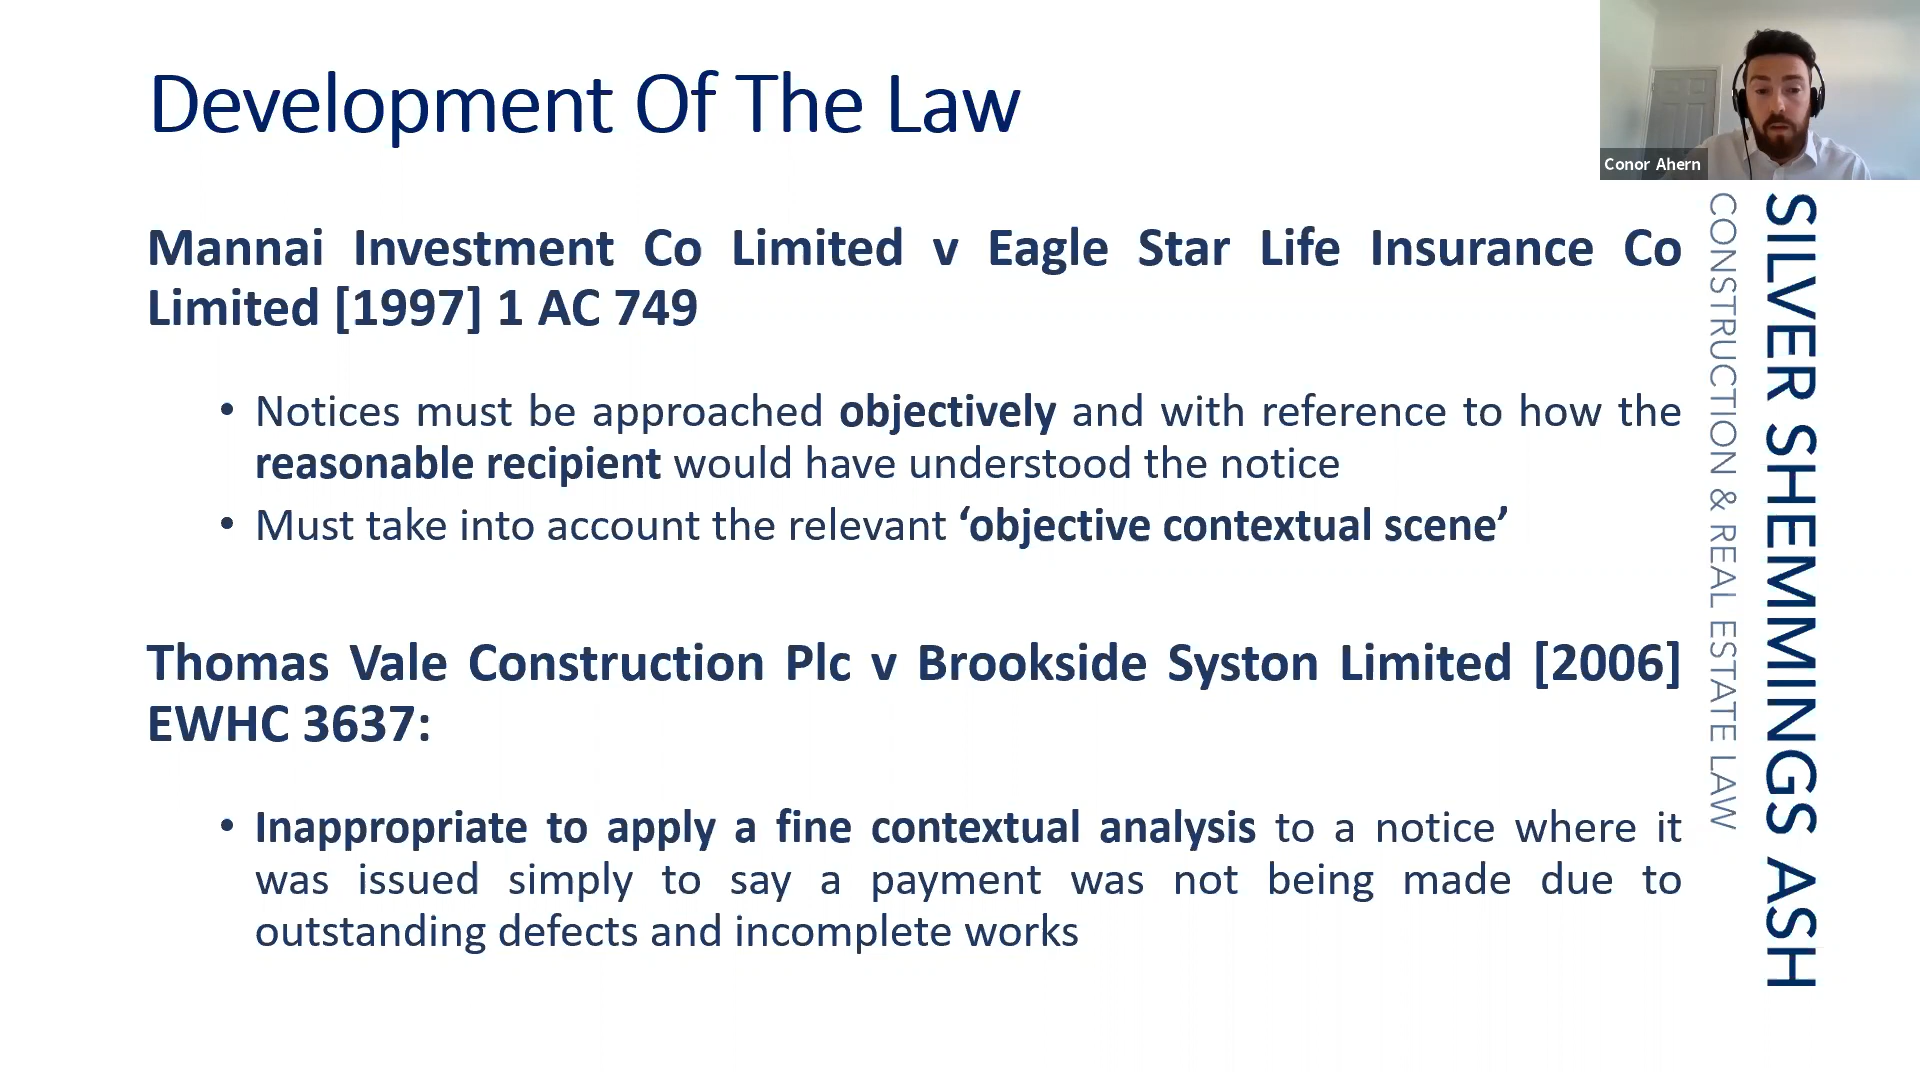 Development Of The Law
Conor Ahern
Mannai Investment Co Limited v Eagle Star Life Insurance Co
Limited [1997] 1 AC 749
• Notices must be approached objectively and with reference to how the
reasonable recipient would have understood the notice
• Must take into account the relevant ‘objective contextual scene’
Thomas Vale Construction Plc v Brookside Syston Limited [2006]
EWHC 3637:
• Inappropriate to apply a fine contextual analysis to a notice where it
was issued simply to say a payment was not being made due to
outstanding defects and incomplete works
SILVER SHEMMINGS ASH
CONSTRUCTION & REAL ESTATE LAW